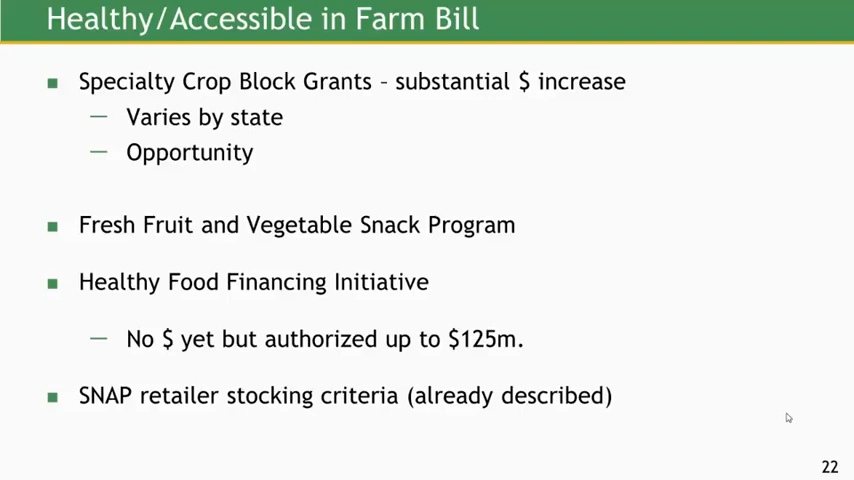 Healthy/Accessible in Farm Bill
Specialty Crop Block Grants – substantial $ increase
Varies by state
Opportunity
Fresh Fruit and Vegetable Snack Program
Healthy Food Financing Initiative
No $ yet but authorized up to $125m.
SNAP retailer stocking criteria (already described)
22